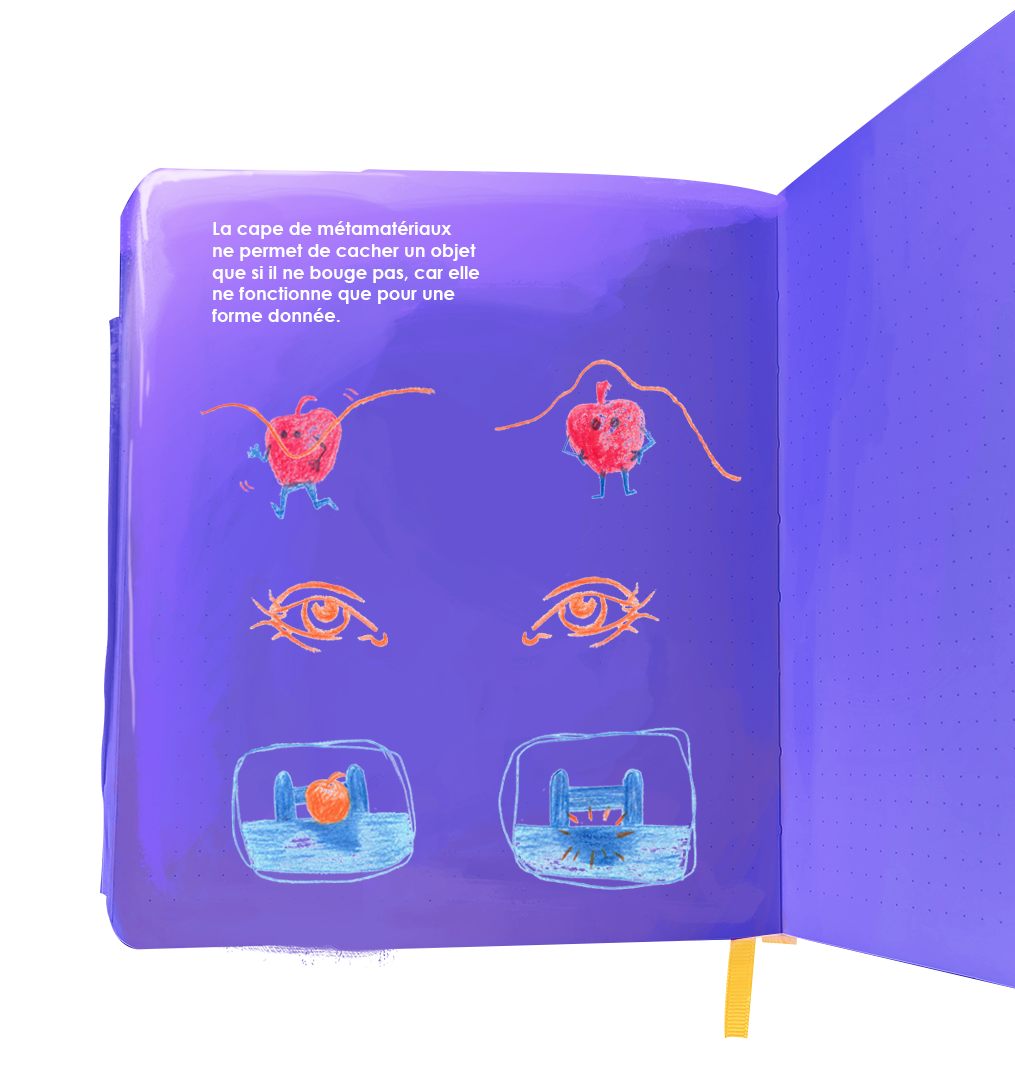 La cape de métamatériaux
ne permet de cacher un objet
que si il ne bouge pas, car elle
ne fonctionne que pour une
forme donnée.